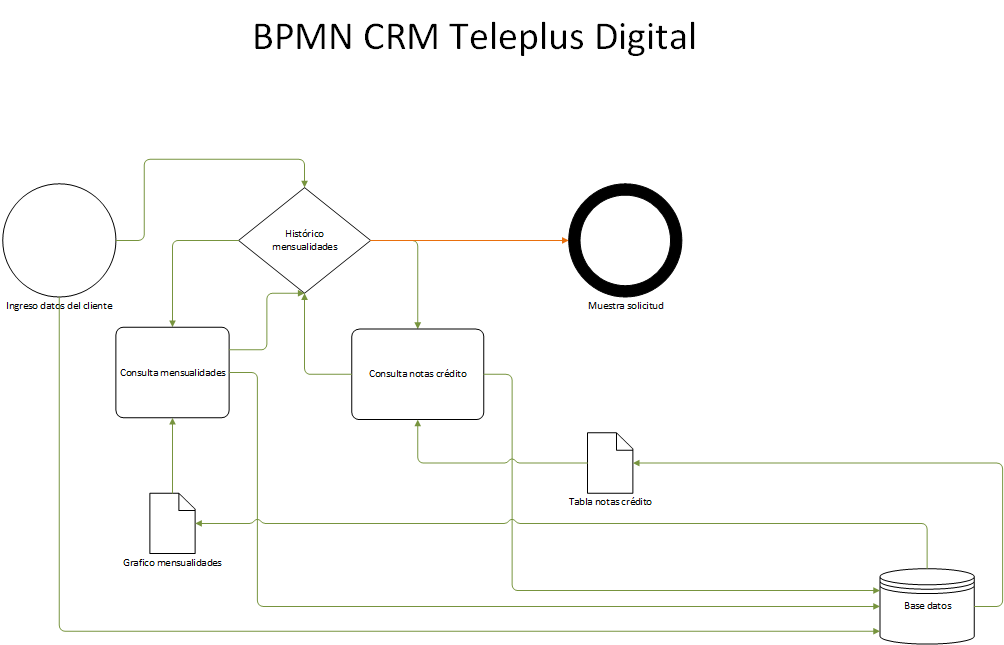 BPMN CRM Teleplus Digital
Histórico
mensualidades
Ingreso datos del cliente
Muestra solicitud
Consulta mensualidades
Consulta notas crédito
Tabla notas crédito
Grafico mensualidades
Base datos